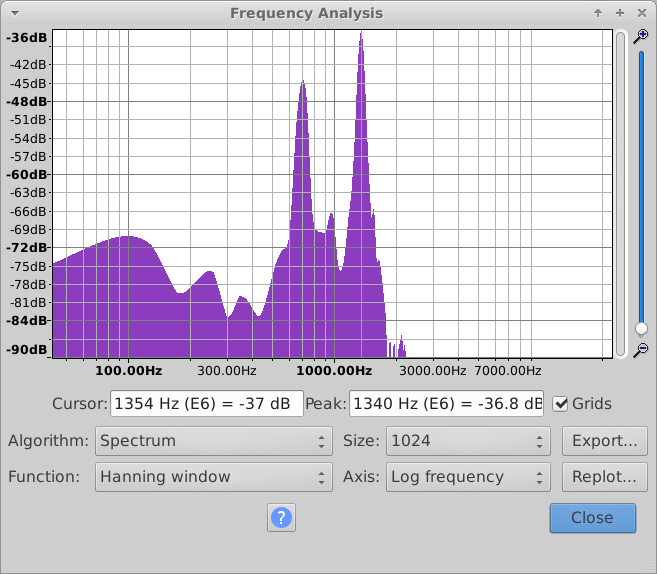 Frequency Analysis
-36dB
-42dB
-45dB
-48dB
-51dB
-54dB
-57dB
-60dB
-63dB
-66dB
-69dB
-72dB
-75dB
-78dB
-81dB
-84dB
-90dB
100.00Hz 300.00Hz 1000.00Hz 3000.00Hz 7000.00Hz
Cursor: 1354 Hz (E6) = -37 dB Peak: 1340 Hz (E6) = -36.8 dB Grids
Algorithm: Spectrum Size: 1024 Export...
Function: Hanning window Axis: Log frequency Replot...
? Close